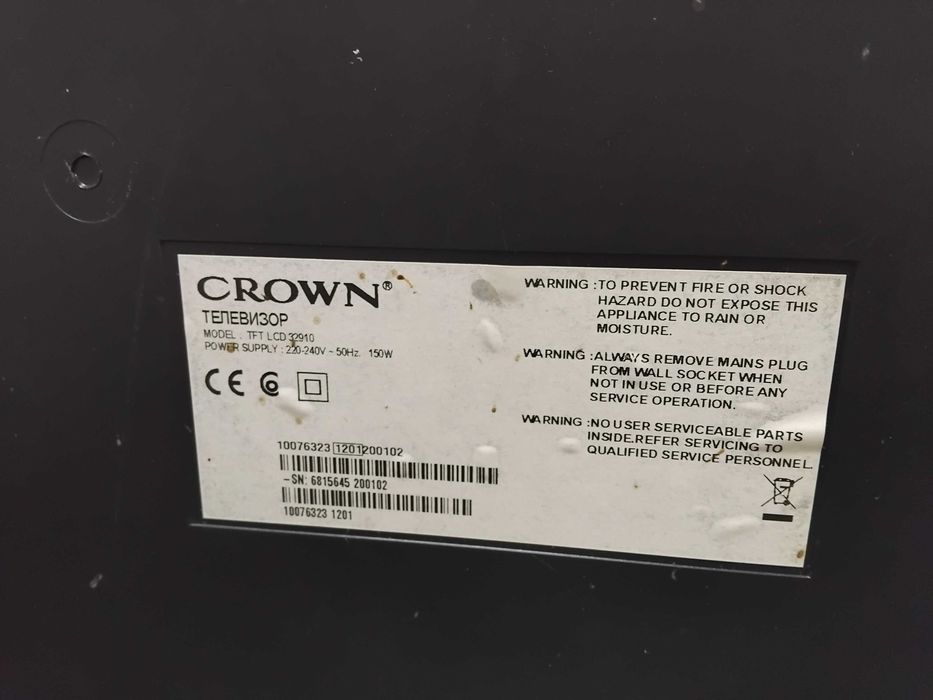 CROWN®
ТЕЛЕВИЗОР
MODEL : TFT LCD 32910
POWER SUPPLY : 220-240V ~ 50Hz. 150W
CE
10076323 1201 200102
-SN: 6815645 200102
10076323 1201
WARNING :TO PREVENT FIRE OR SHOCK
HAZARD DO NOT EXPOSE THIS
APPLIANCE TO RAIN OR
MOISTURE.
WARNING :ALWAYS REMOVE MAINS PLUG
FROM WALL SOCKET WHEN
NOT IN USE OR BEFORE ANY
SERVICE OPERATION.
WARNING :NO USER SERVICEABLE PARTS
INSIDE.REFER SERVICING TO
QUALIFIED SERVICE PERSONNEL.